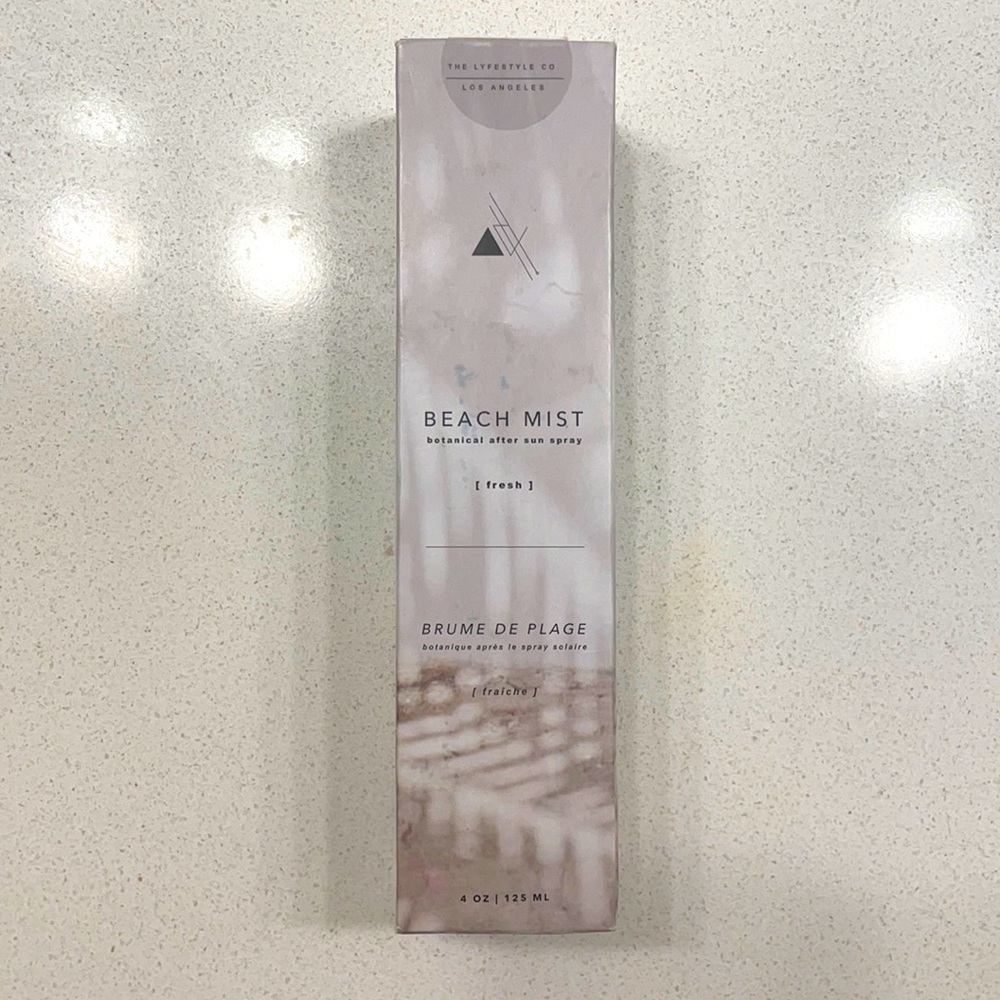 THE LYFESTYLE CO
LOS ANGELES
BEACH MIST
botanical after sun spray
[ fresh ]
BRUME DE PLAGE
botanique après le spray solaire
[ fraîche ]
4 OZ | 125 ML